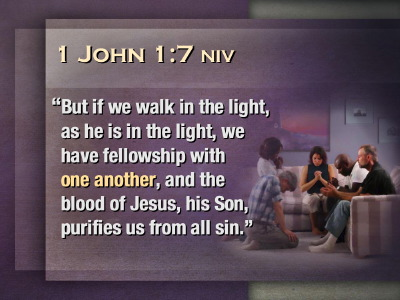 1 JOHN 1:7 NIV
“But if we walk in the light,
as he is in the light, we
have fellowship with
one another, and the
blood of Jesus, his Son,
purifies us from all sin.”